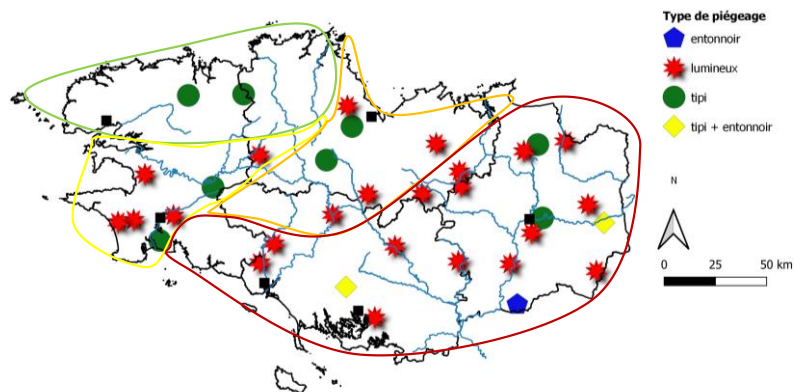 Type de piégeage
entonnoir
lumineux
tipi
tipi + entonnoir
N
0 25 50 km